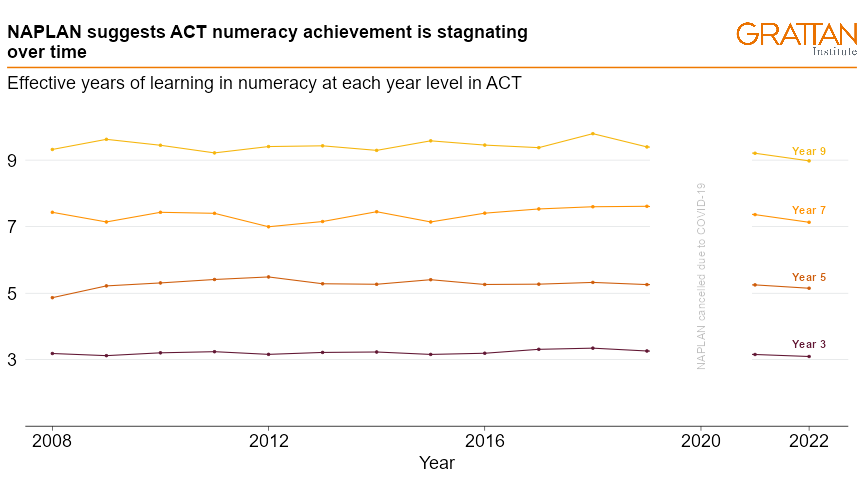 NAPLAN suggests ACT numeracy achievement is stagnating
over time
GRATTAN
Institute
Effective years of learning in numeracy at each year level in ACT
9
7
5
3
Year 9
Year 7
Year 5
Year 3
NAPLAN cancelled due to COVID-19
2008
2012
2016
2020
2022
Year